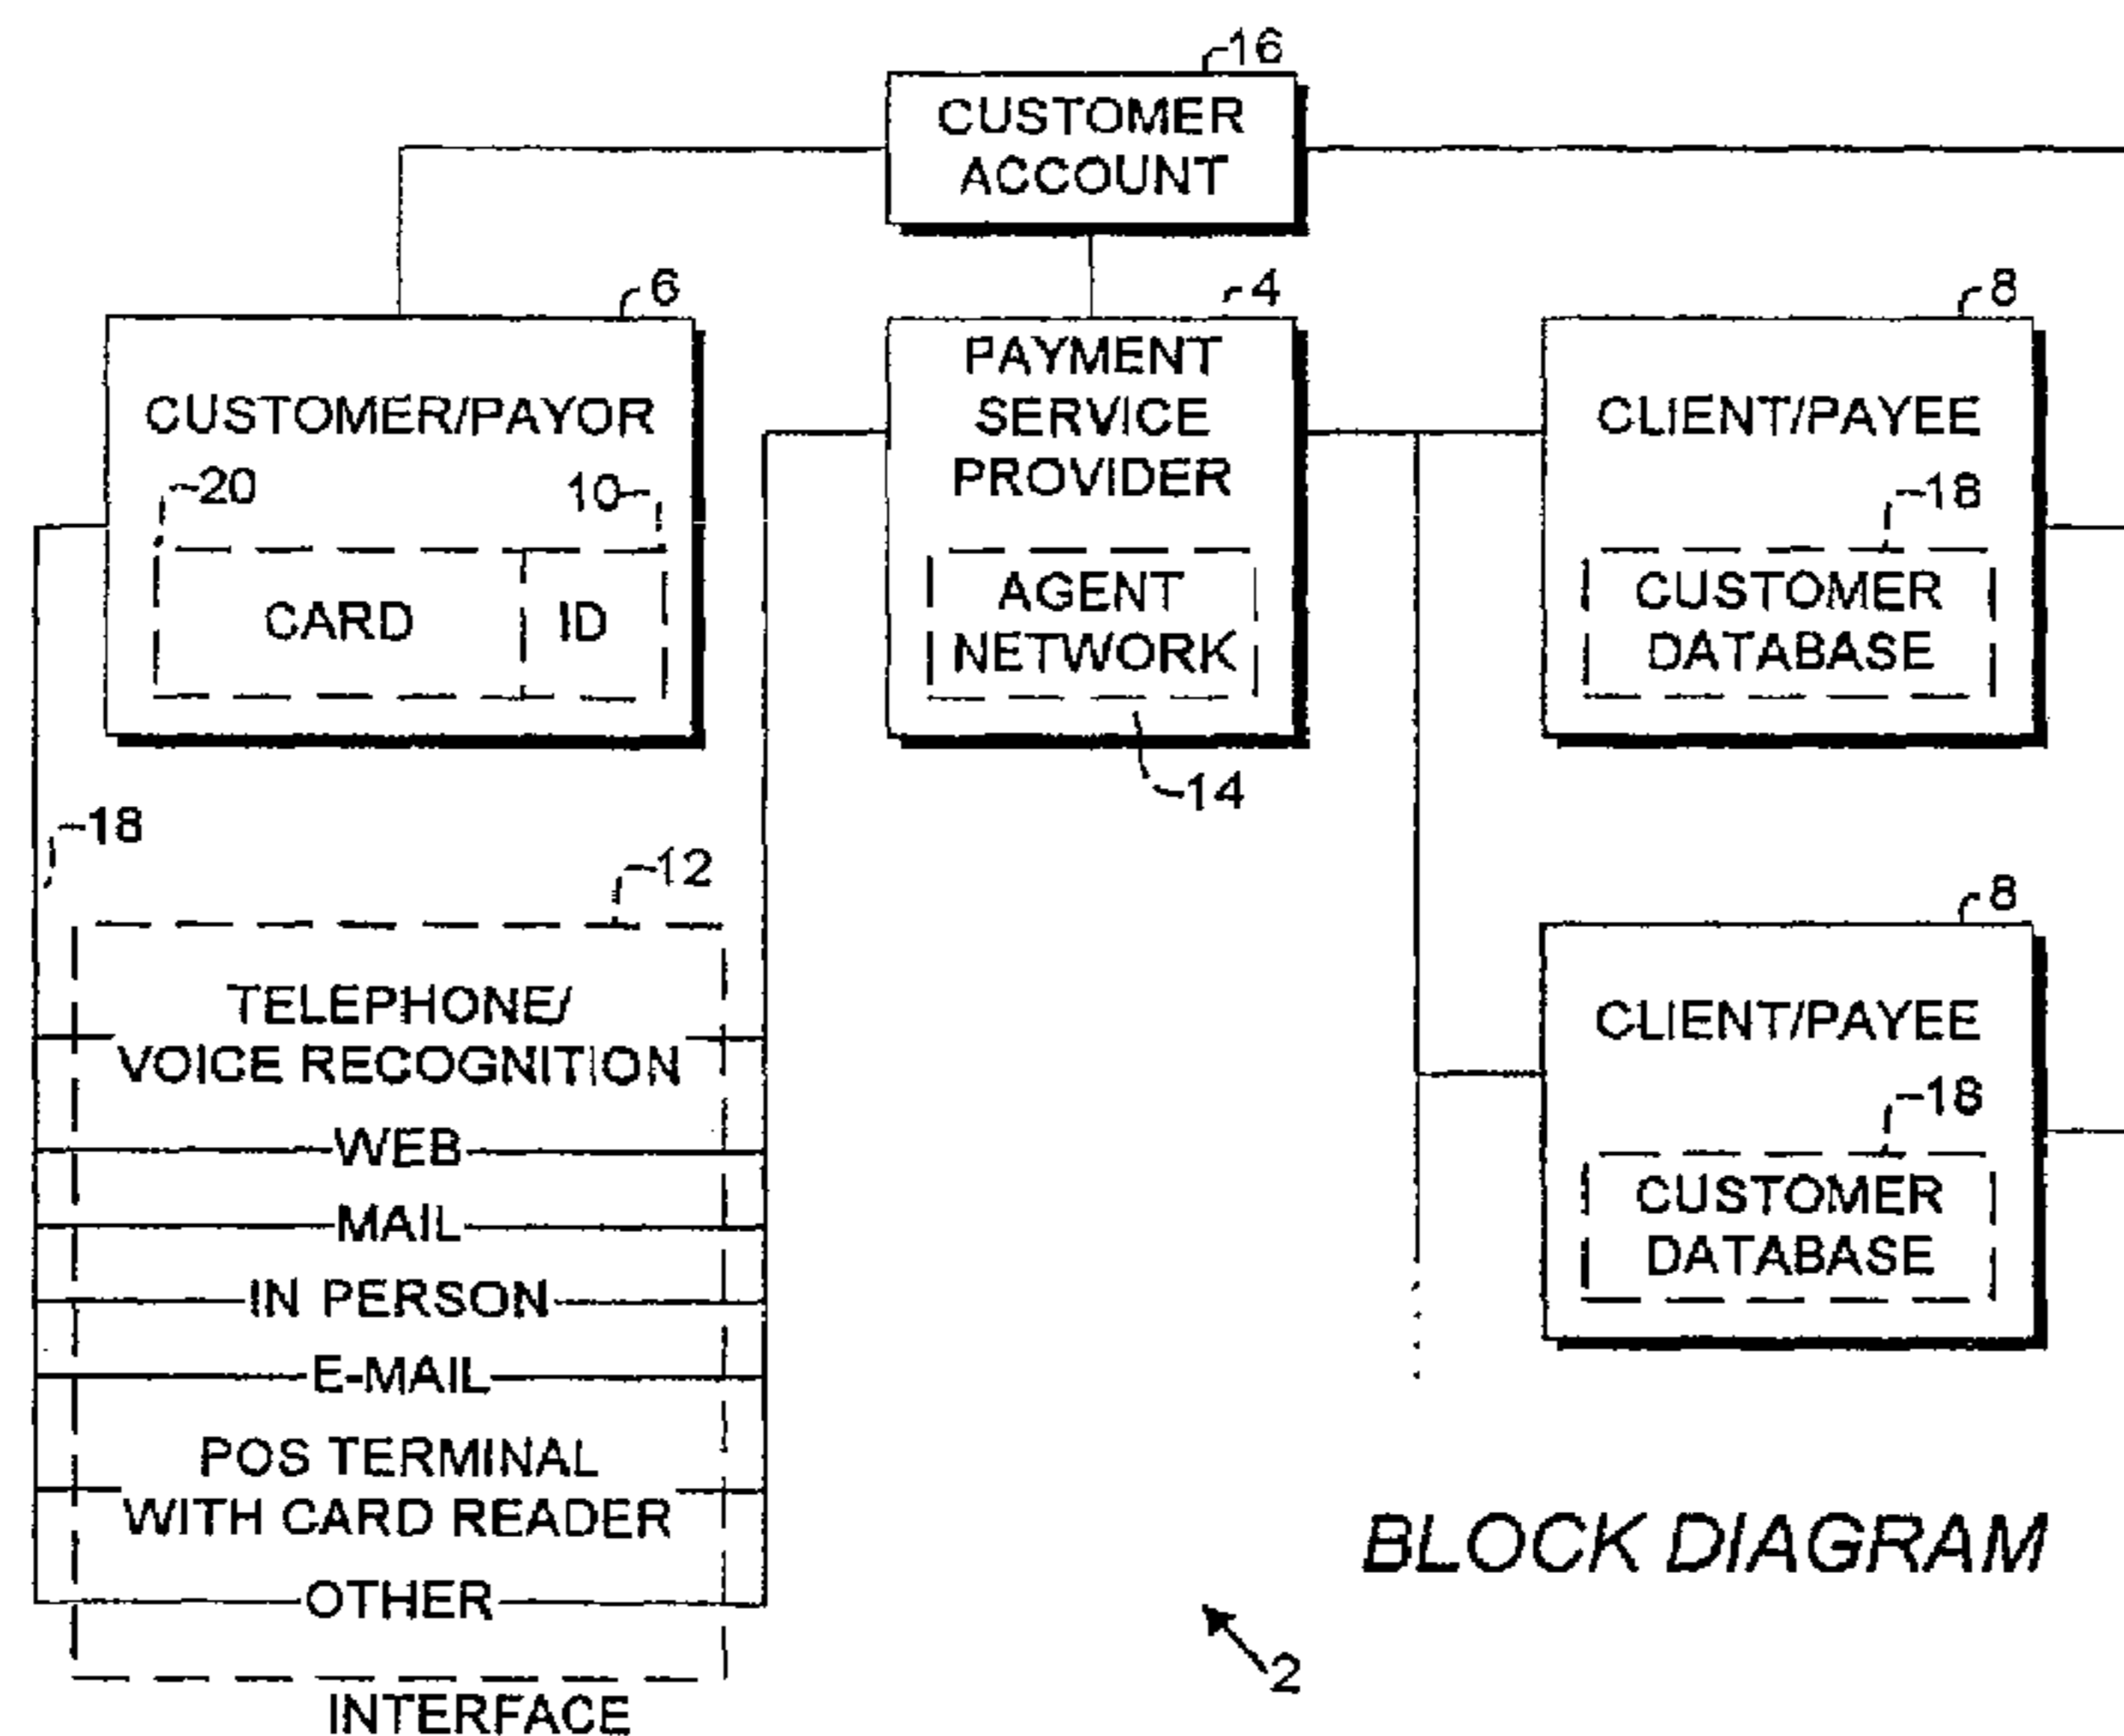 16
CUSTOMER
ACCOUNT
6
CUSTOMER/PAYOR
20
10
CARD
ID
4
PAYMENT
SERVICE
PROVIDER
AGENT
NETWORK
14
8
CLIENT/PAYEE
18
CUSTOMER
DATABASE
18
12
TELEPHONE/
VOICE RECOGNITION
WEB
MAIL
IN PERSON
E-MAIL
POS TERMINAL
WITH CARD READER
OTHER
INTERFACE
8
CLIENT/PAYEE
18
CUSTOMER
DATABASE
BLOCK DIAGRAM
2